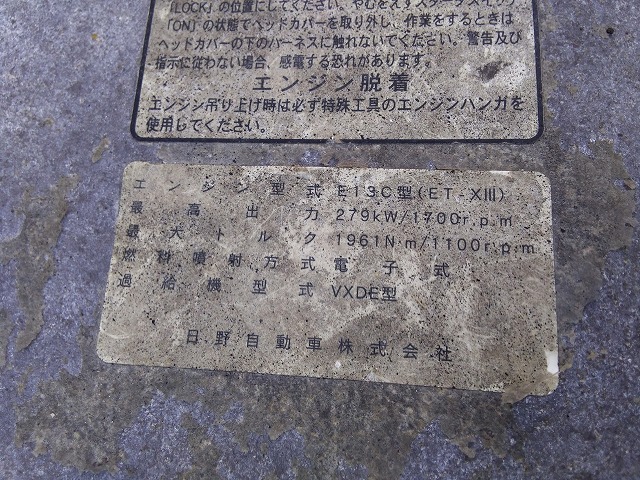 「LOCK」の位置にしてください。やむをえずスタータースイッチ
「ON」の状態でヘッドカバーを取り外し、作業をするときは
ヘッドカバーの下のハーネスに触れないでください。警告及び
指示に従わない場合、感電する恐れがあります。
エンジン脱着
エンジン吊り上げ時は必ず特殊工具のエンジンハンガを
使用してください。
エンジン型式 E13C型(ET-XIII)
最高出力 279kW/1700r.p.m
最大トルク 1961N·m/1100r.p.m
燃料噴射方式 電子式
過給機型式 VXDE型
日野自動車株式会社